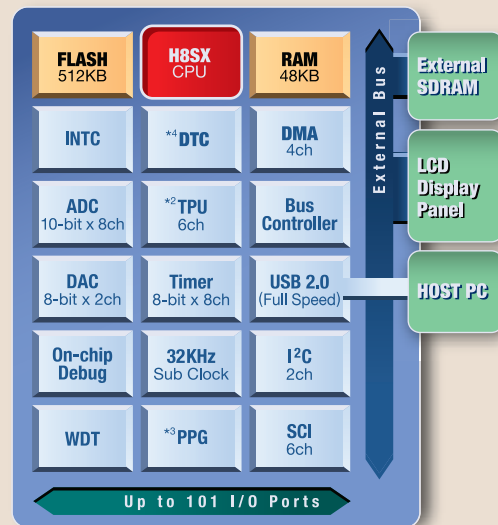 FLASH
512KB
H8SX
CPU
RAM
48KB
INTC
*4DTC
DMA
4ch
ADC
10-bit x 8ch
*2TPU
6ch
Bus
Controller
DAC
8-bit x 2ch
Timer
8-bit x 8ch
USB 2.0
(Full Speed)
On-chip
Debug
32KHz
Sub Clock
I2C
2ch
WDT
*3PPG
SCI
6ch
External Bus
External
SDRAM
LCD
Display
Panel
HOST PC
Up to 101 I/O Ports